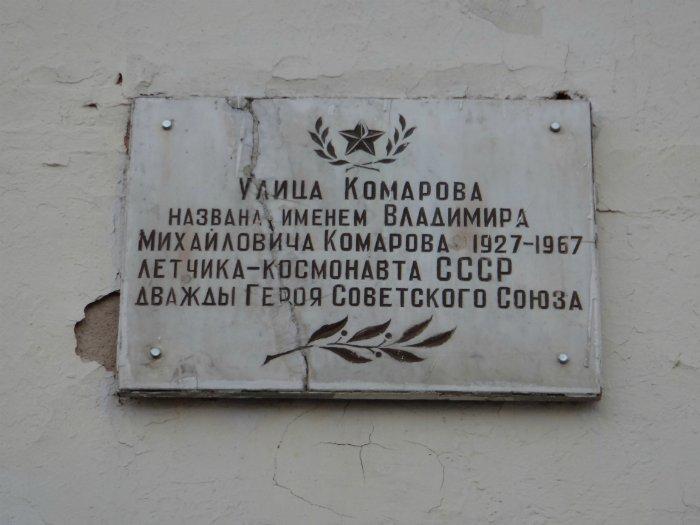 Улица Комарова
названа именем Владимира
Михайловича Комарова 1927-1967
летчика-космонавта СССР
дважды Героя Советского Союза